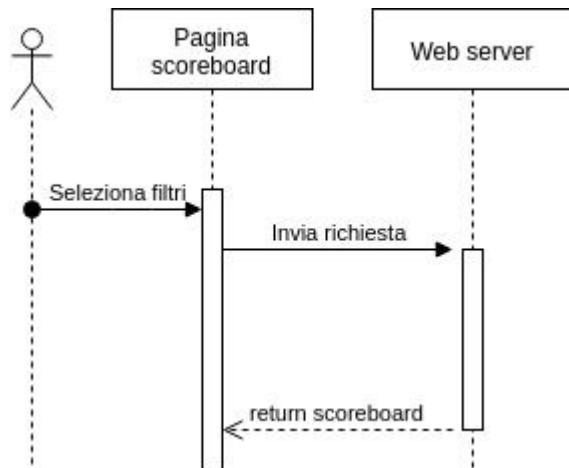 Pagina
scoreboard
Web server
Seleziona filtri
Invia richiesta
return scoreboard